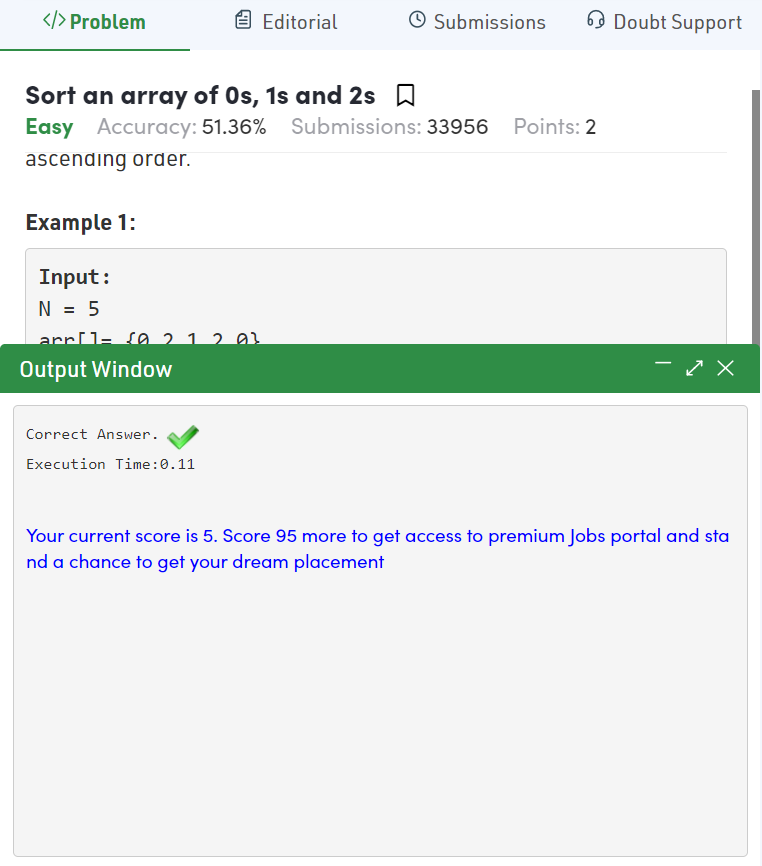 </> Problem Editorial Submissions Doubt Support
Sort an array of 0s, 1s and 2s
Easy Accuracy: 51.36% Submissions: 33956 Points: 2
ascending order.
Example 1:
Input:
N = 5
arr[]= {0 2 1 2 0}
Output Window
Correct Answer.
Execution Time:0.11
Your current score is 5. Score 95 more to get access to premium Jobs portal and sta
nd a chance to get your dream placement